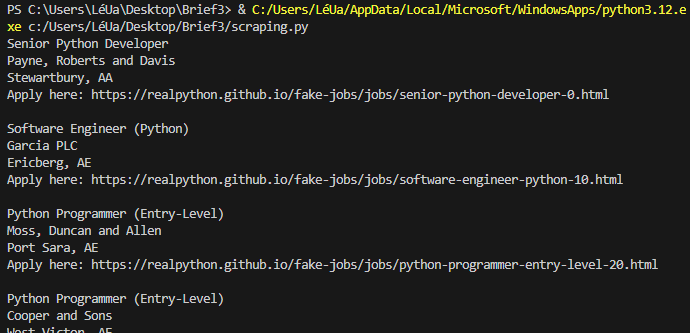 PS C:\Users\LéUa\Desktop\Brief3> & C:/Users/LéUa/AppData/Local/Microsoft/WindowsApps/python3.12.e
xe c:/Users/LéUa/Desktop/Brief3/scraping.py
Senior Python Developer
Payne, Roberts and Davis
Stewartbury, AA
Apply here: https://realpython.github.io/fake-jobs/jobs/senior-python-developer-0.html
Software Engineer (Python)
Garcia PLC
Ericberg, AE
Apply here: https://realpython.github.io/fake-jobs/jobs/software-engineer-python-10.html
Python Programmer (Entry-Level)
Moss, Duncan and Allen
Port Sara, AE
Apply here: https://realpython.github.io/fake-jobs/jobs/python-programmer-entry-level-20.html
Python Programmer (Entry-Level)
Cooper and Sons
West Victor, AE